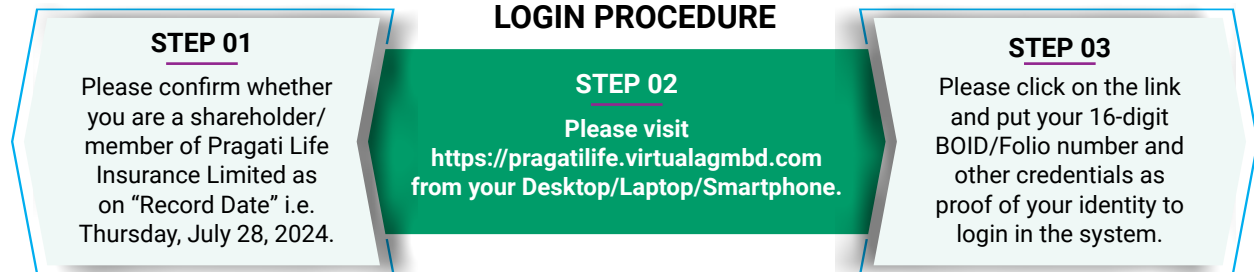 LOGIN PROCEDURE
STEP 01
Please confirm whether
you are a shareholder/
member of Pragati Life
Insurance Limited as
on “Record Date” i.e.
Thursday, July 28, 2024.
STEP 02
Please visit
https://pragatilife.virtualagmbd.com
from your Desktop/Laptop/Smartphone.
STEP 03
Please click on the link
and put your 16-digit
BOID/Folio number and
other credentials as
proof of your identity to
login in the system.